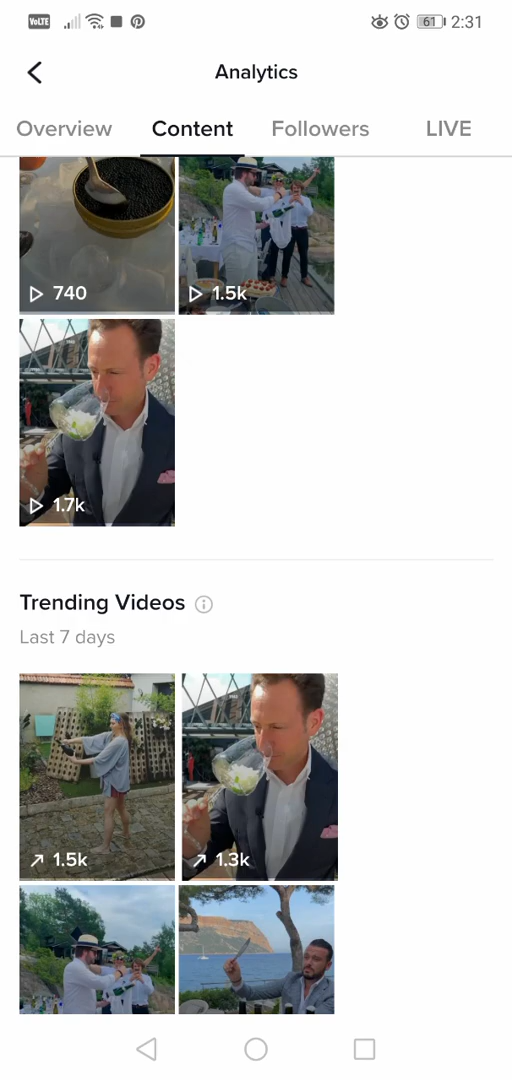 VoLTE 61 2:31
Analytics
Overview Content Followers LIVE
740 1.5k
1.7k
Trending Videos
Last 7 days
1.5k 1.3k